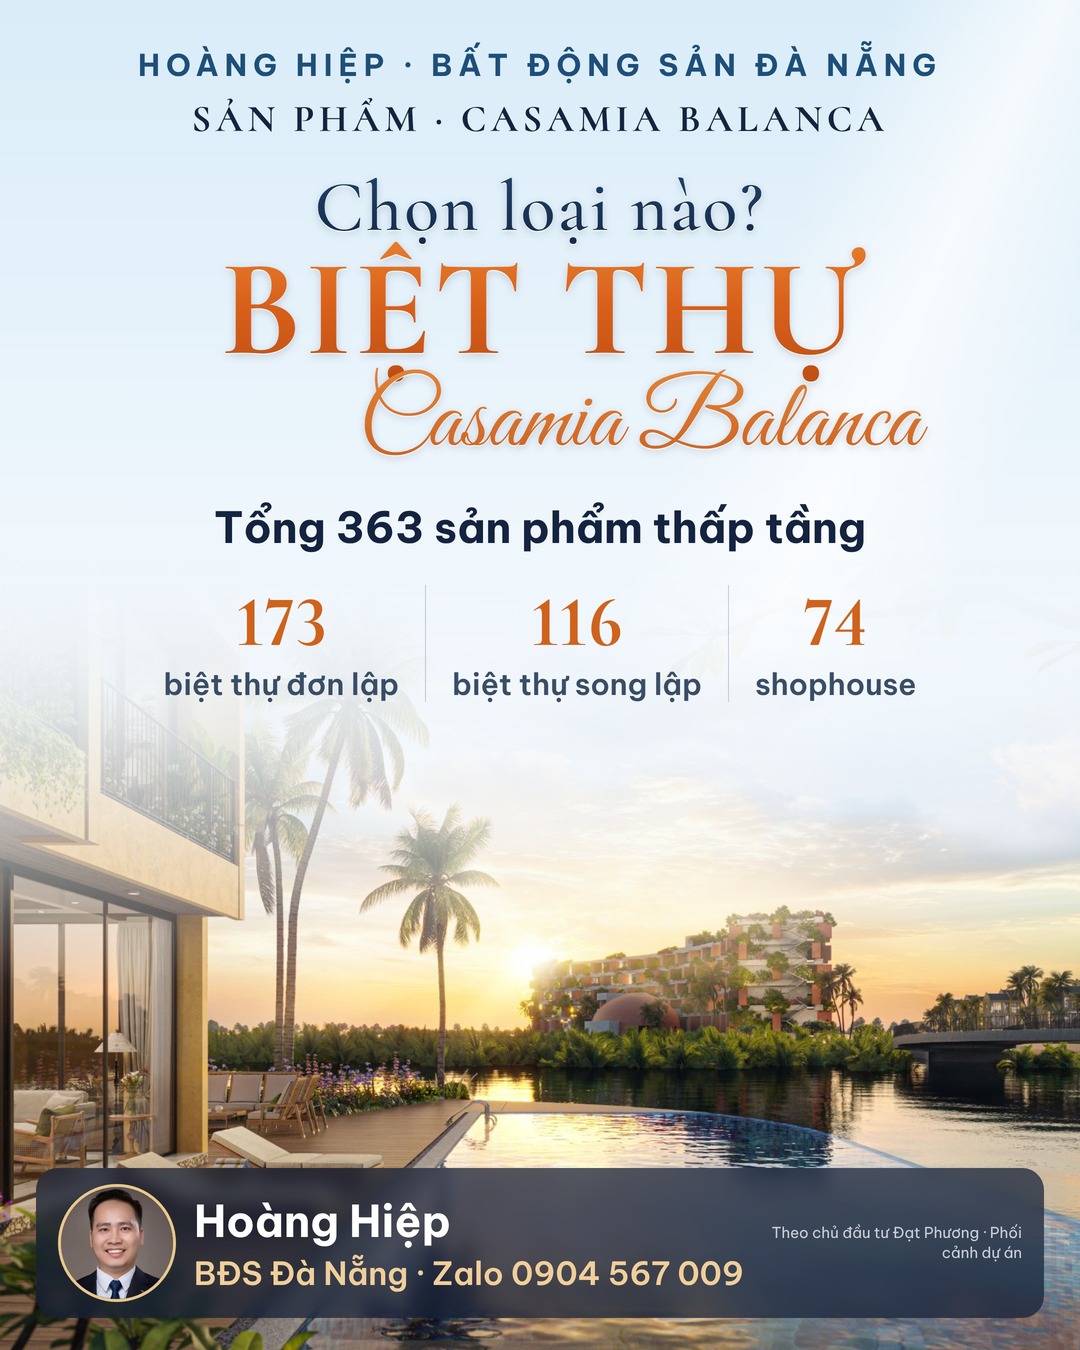 HOÀNG HIỆP · BẤT ĐỘNG SẢN ĐÀ NẴNG
SẢN PHẨM · CASAMIA BALANCA
Chọn loại nào?
BIỆT THỰ
Casamia Balanca
Tổng 363 sản phẩm thấp tầng
173
biệt thự đơn lập
116
biệt thự song lập
74
shophouse
Hoàng Hiệp
BĐS Đà Nẵng · Zalo 0904 567 009
Theo chủ đầu tư Đạt Phương · Phối
cảnh dự án